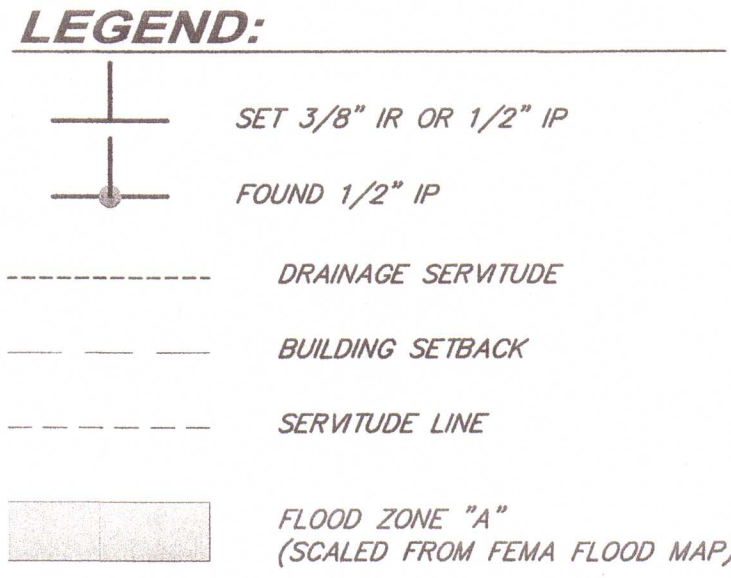 LEGEND:
SET 3/8" IR OR 1/2" IP
FOUND 1/2" IP
DRAINAGE SERVITUDE
BUILDING SETBACK
SERVITUDE LINE
FLOOD ZONE "A"
(SCALED FROM FEMA FLOOD MAP)